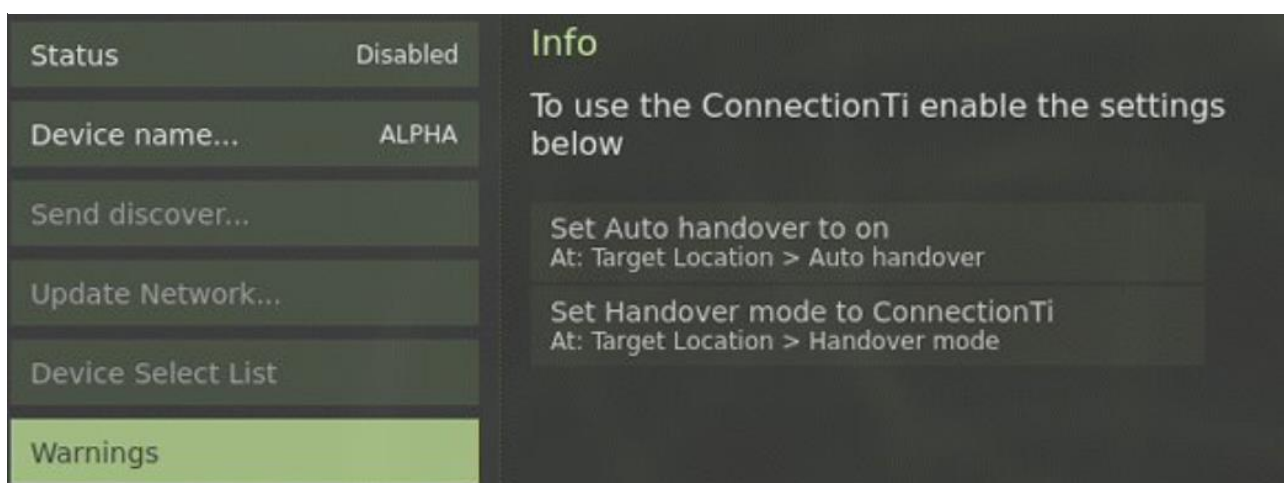 Status Disabled
Device name... ALPHA
Send discover...
Update Network...
Device Select List
Warnings
Info
To use the ConnectionTi enable the settings
below
Set Auto handover to on
At: Target Location > Auto handover
Set Handover mode to ConnectionTi
At: Target Location > Handover mode